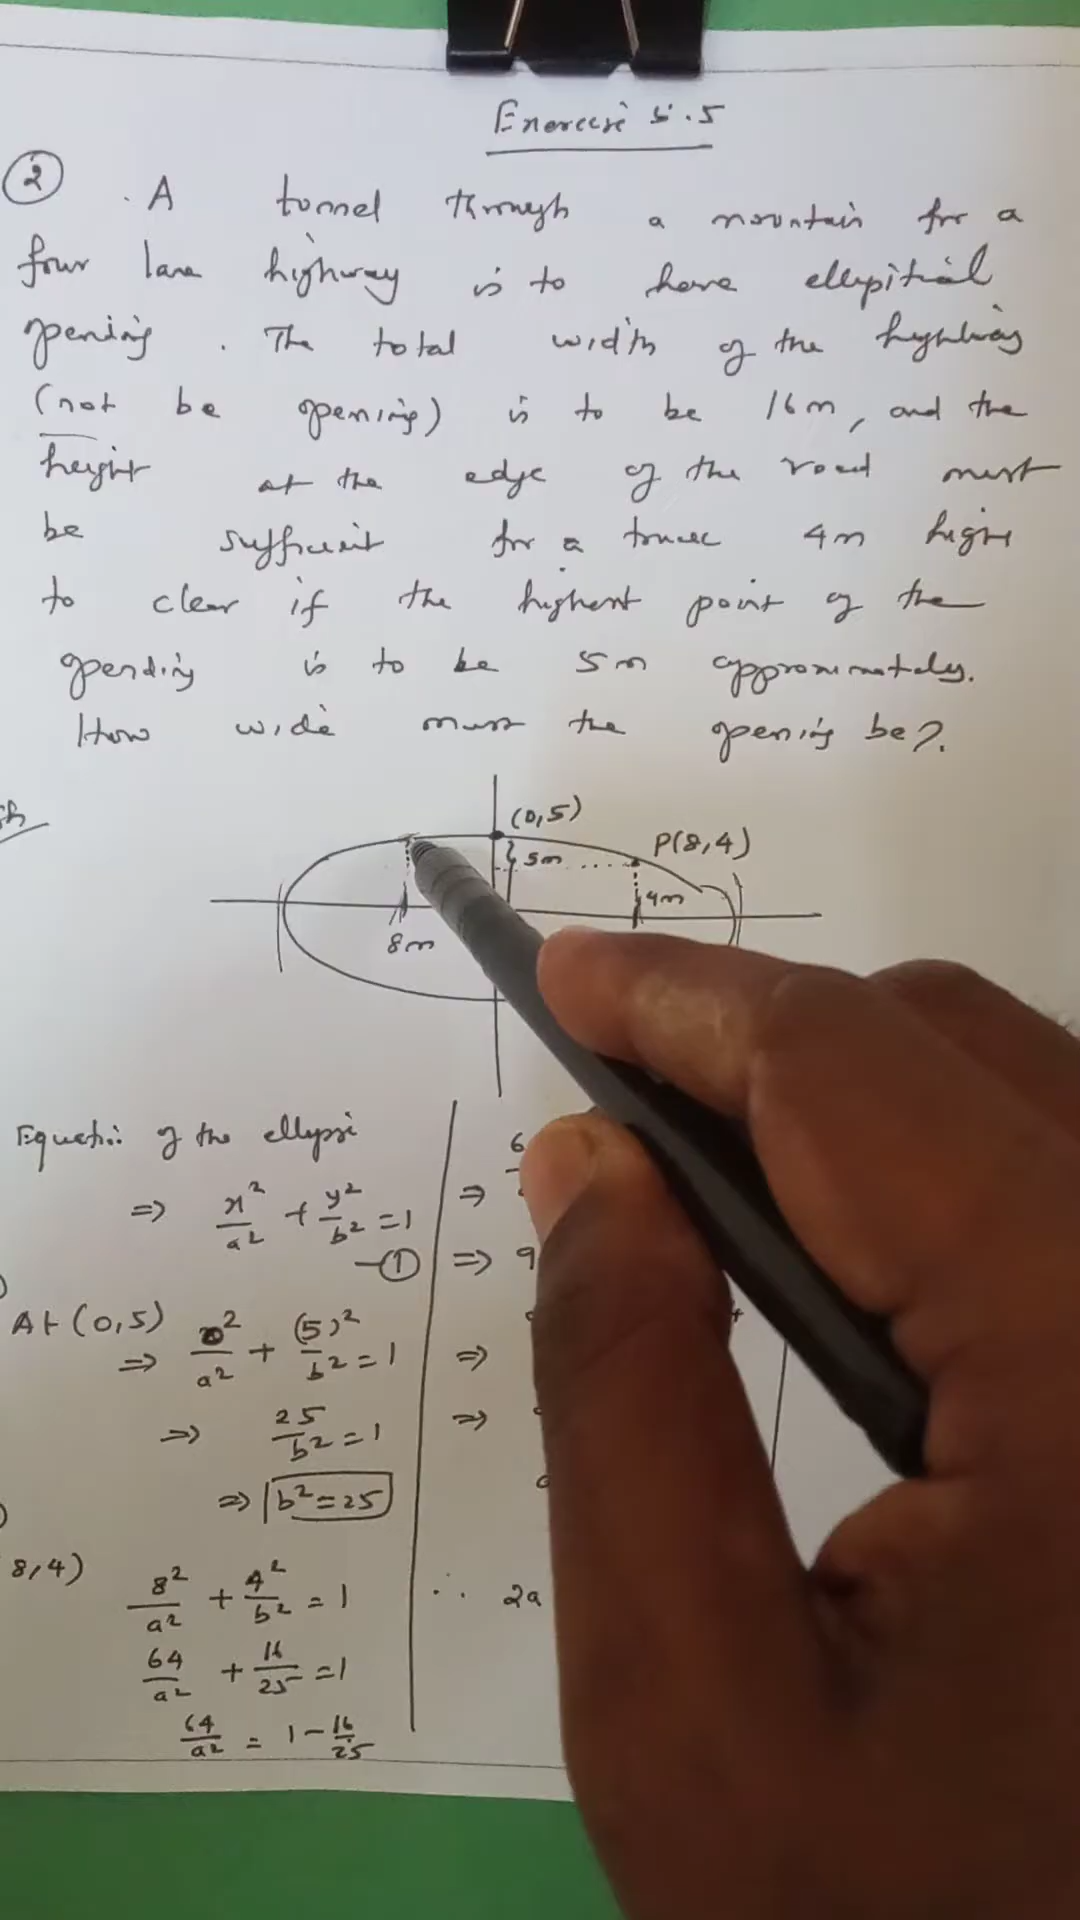 Exercise 5.5
2
A tunnel through a mountain for a
four lane highway is to have elliptical
opening. The total width of the highway
(not be opening) is to be 16m, and the
height at the edge of the road must
be sufficient for a truck 4m high
to clear if the highest point of the
opening is to be 5m approximately.
How wide must the opening be?
(0,5)
P(8,4)
5m
4m
8m
Equation of the ellipse
⇒ x²/a² + y²/b² = 1
—①
At (0,5)
⇒ 0²/a² + (5)²/b² = 1
⇒ 25/b² = 1
⇒ b² = 25
8,4)
8²/a² + 4²/b² = 1
64/a² + 16/25 = 1
64/a² = 1 − 16/25
⇒ 6
⇒ 9
⇒
⇒
∴ 2a